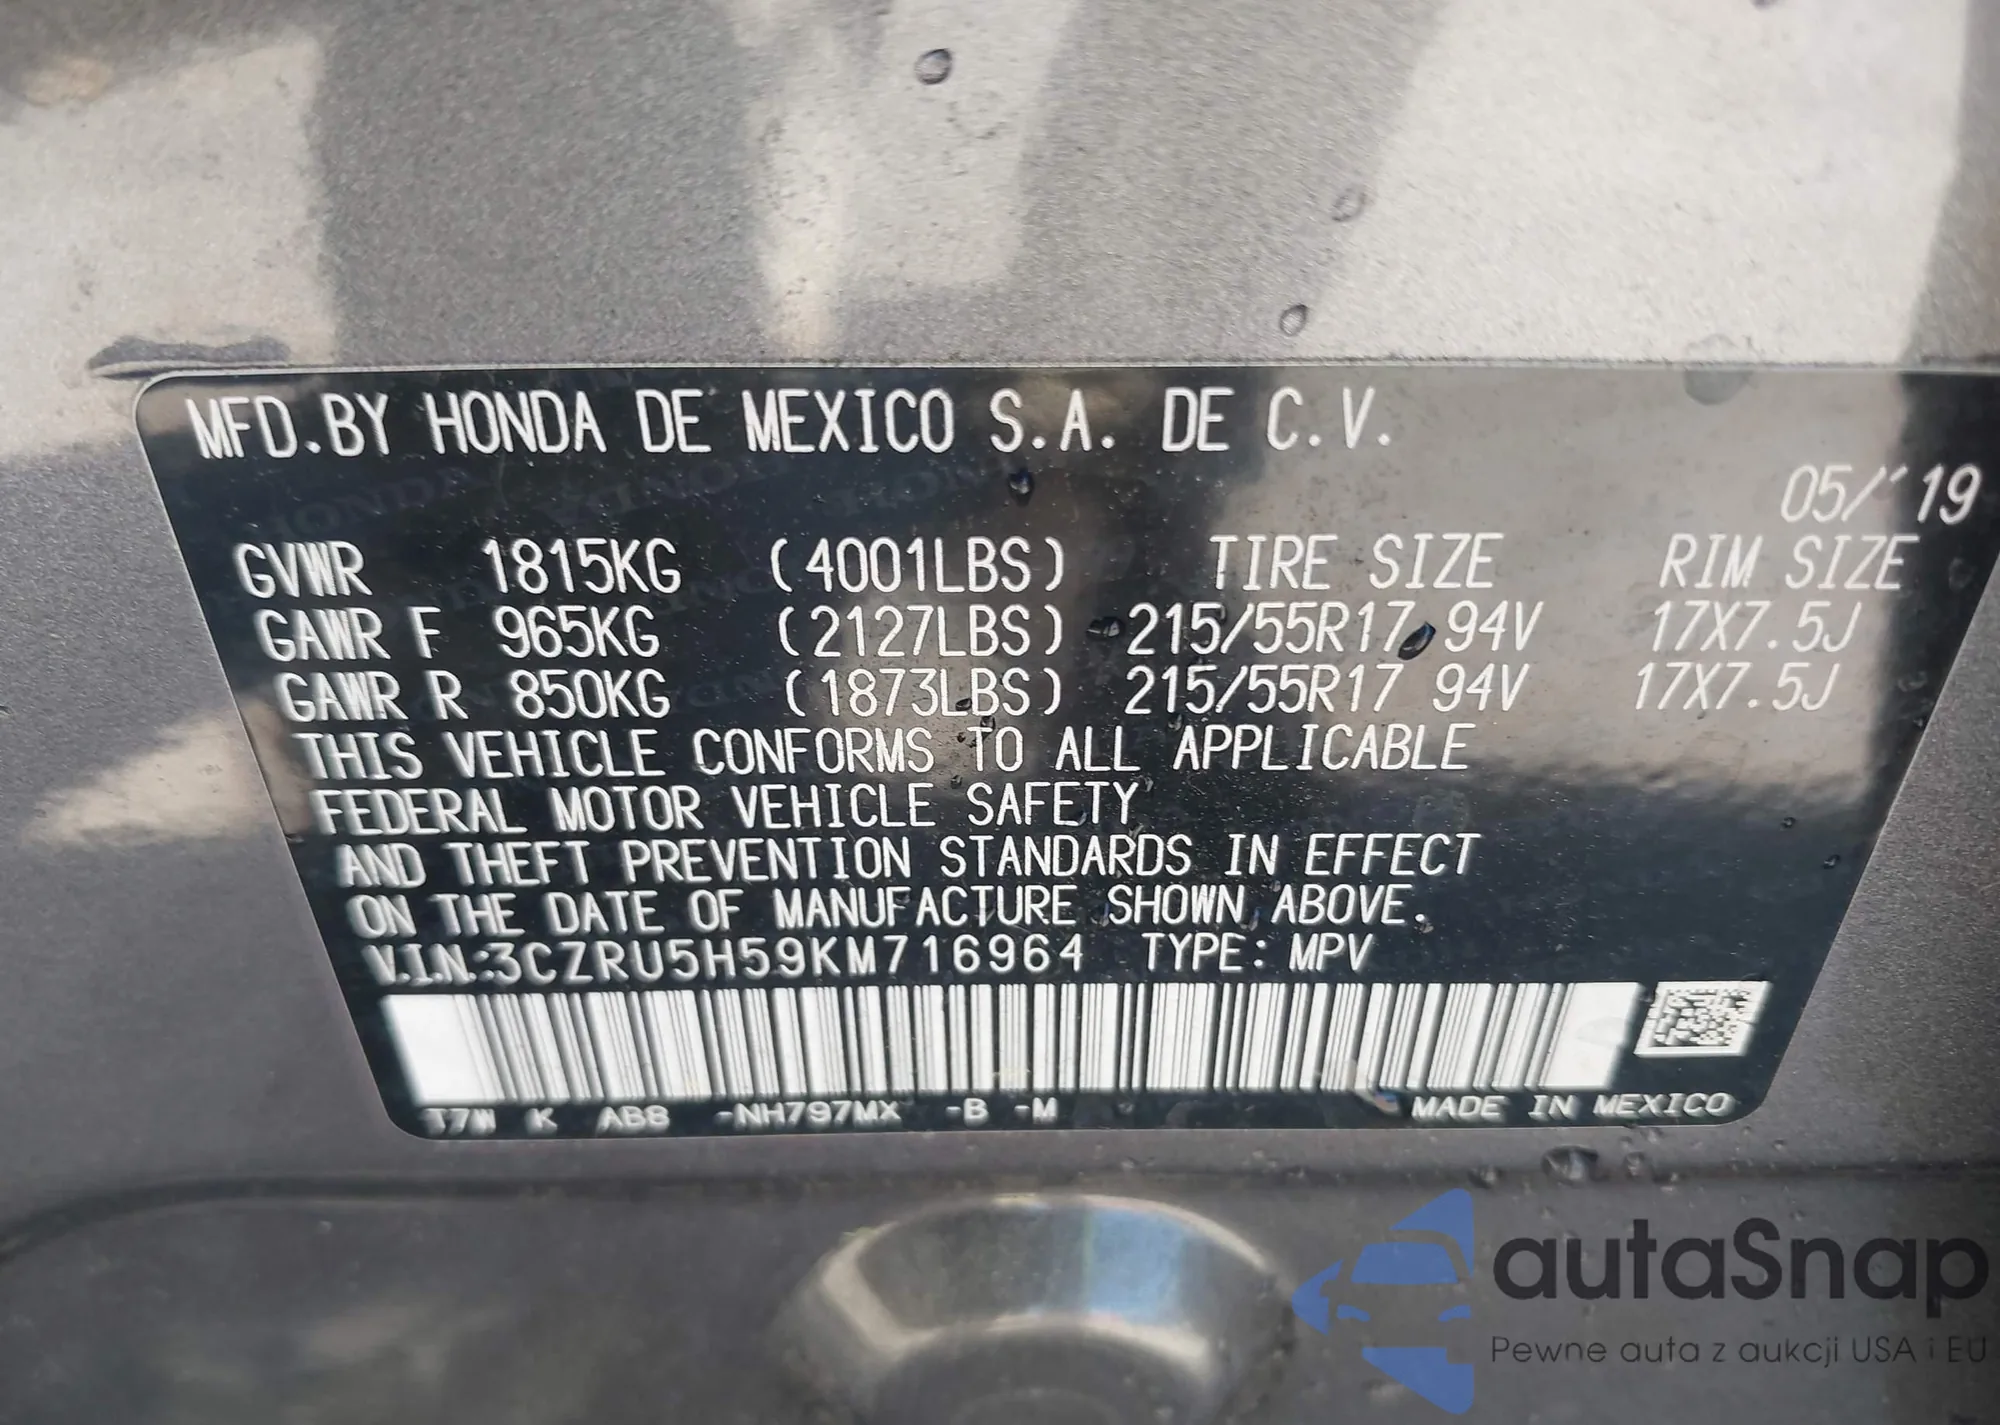 MFD.BY HONDA DE MEXICO S.A. DE C.V.
05/'19
GVWR 1815KG (4001LBS) TIRE SIZE RIM SIZE
GAWR F 965KG (2127LBS) 215/55R17 94V 17X7.5J
GAWR R 850KG (1873LBS) 215/55R17 94V 17X7.5J
THIS VEHICLE CONFORMS TO ALL APPLICABLE
FEDERAL MOTOR VEHICLE SAFETY
AND THEFT PREVENTION STANDARDS IN EFFECT
ON THE DATE OF MANUFACTURE SHOWN ABOVE.
V.I.N.:3CZRU5H59KM716964 TYPE: MPV
T7W K AB8 -NH797MX -B -M MADE IN MEXICO
autaSnap
Pewne auta z aukcji USA i EU